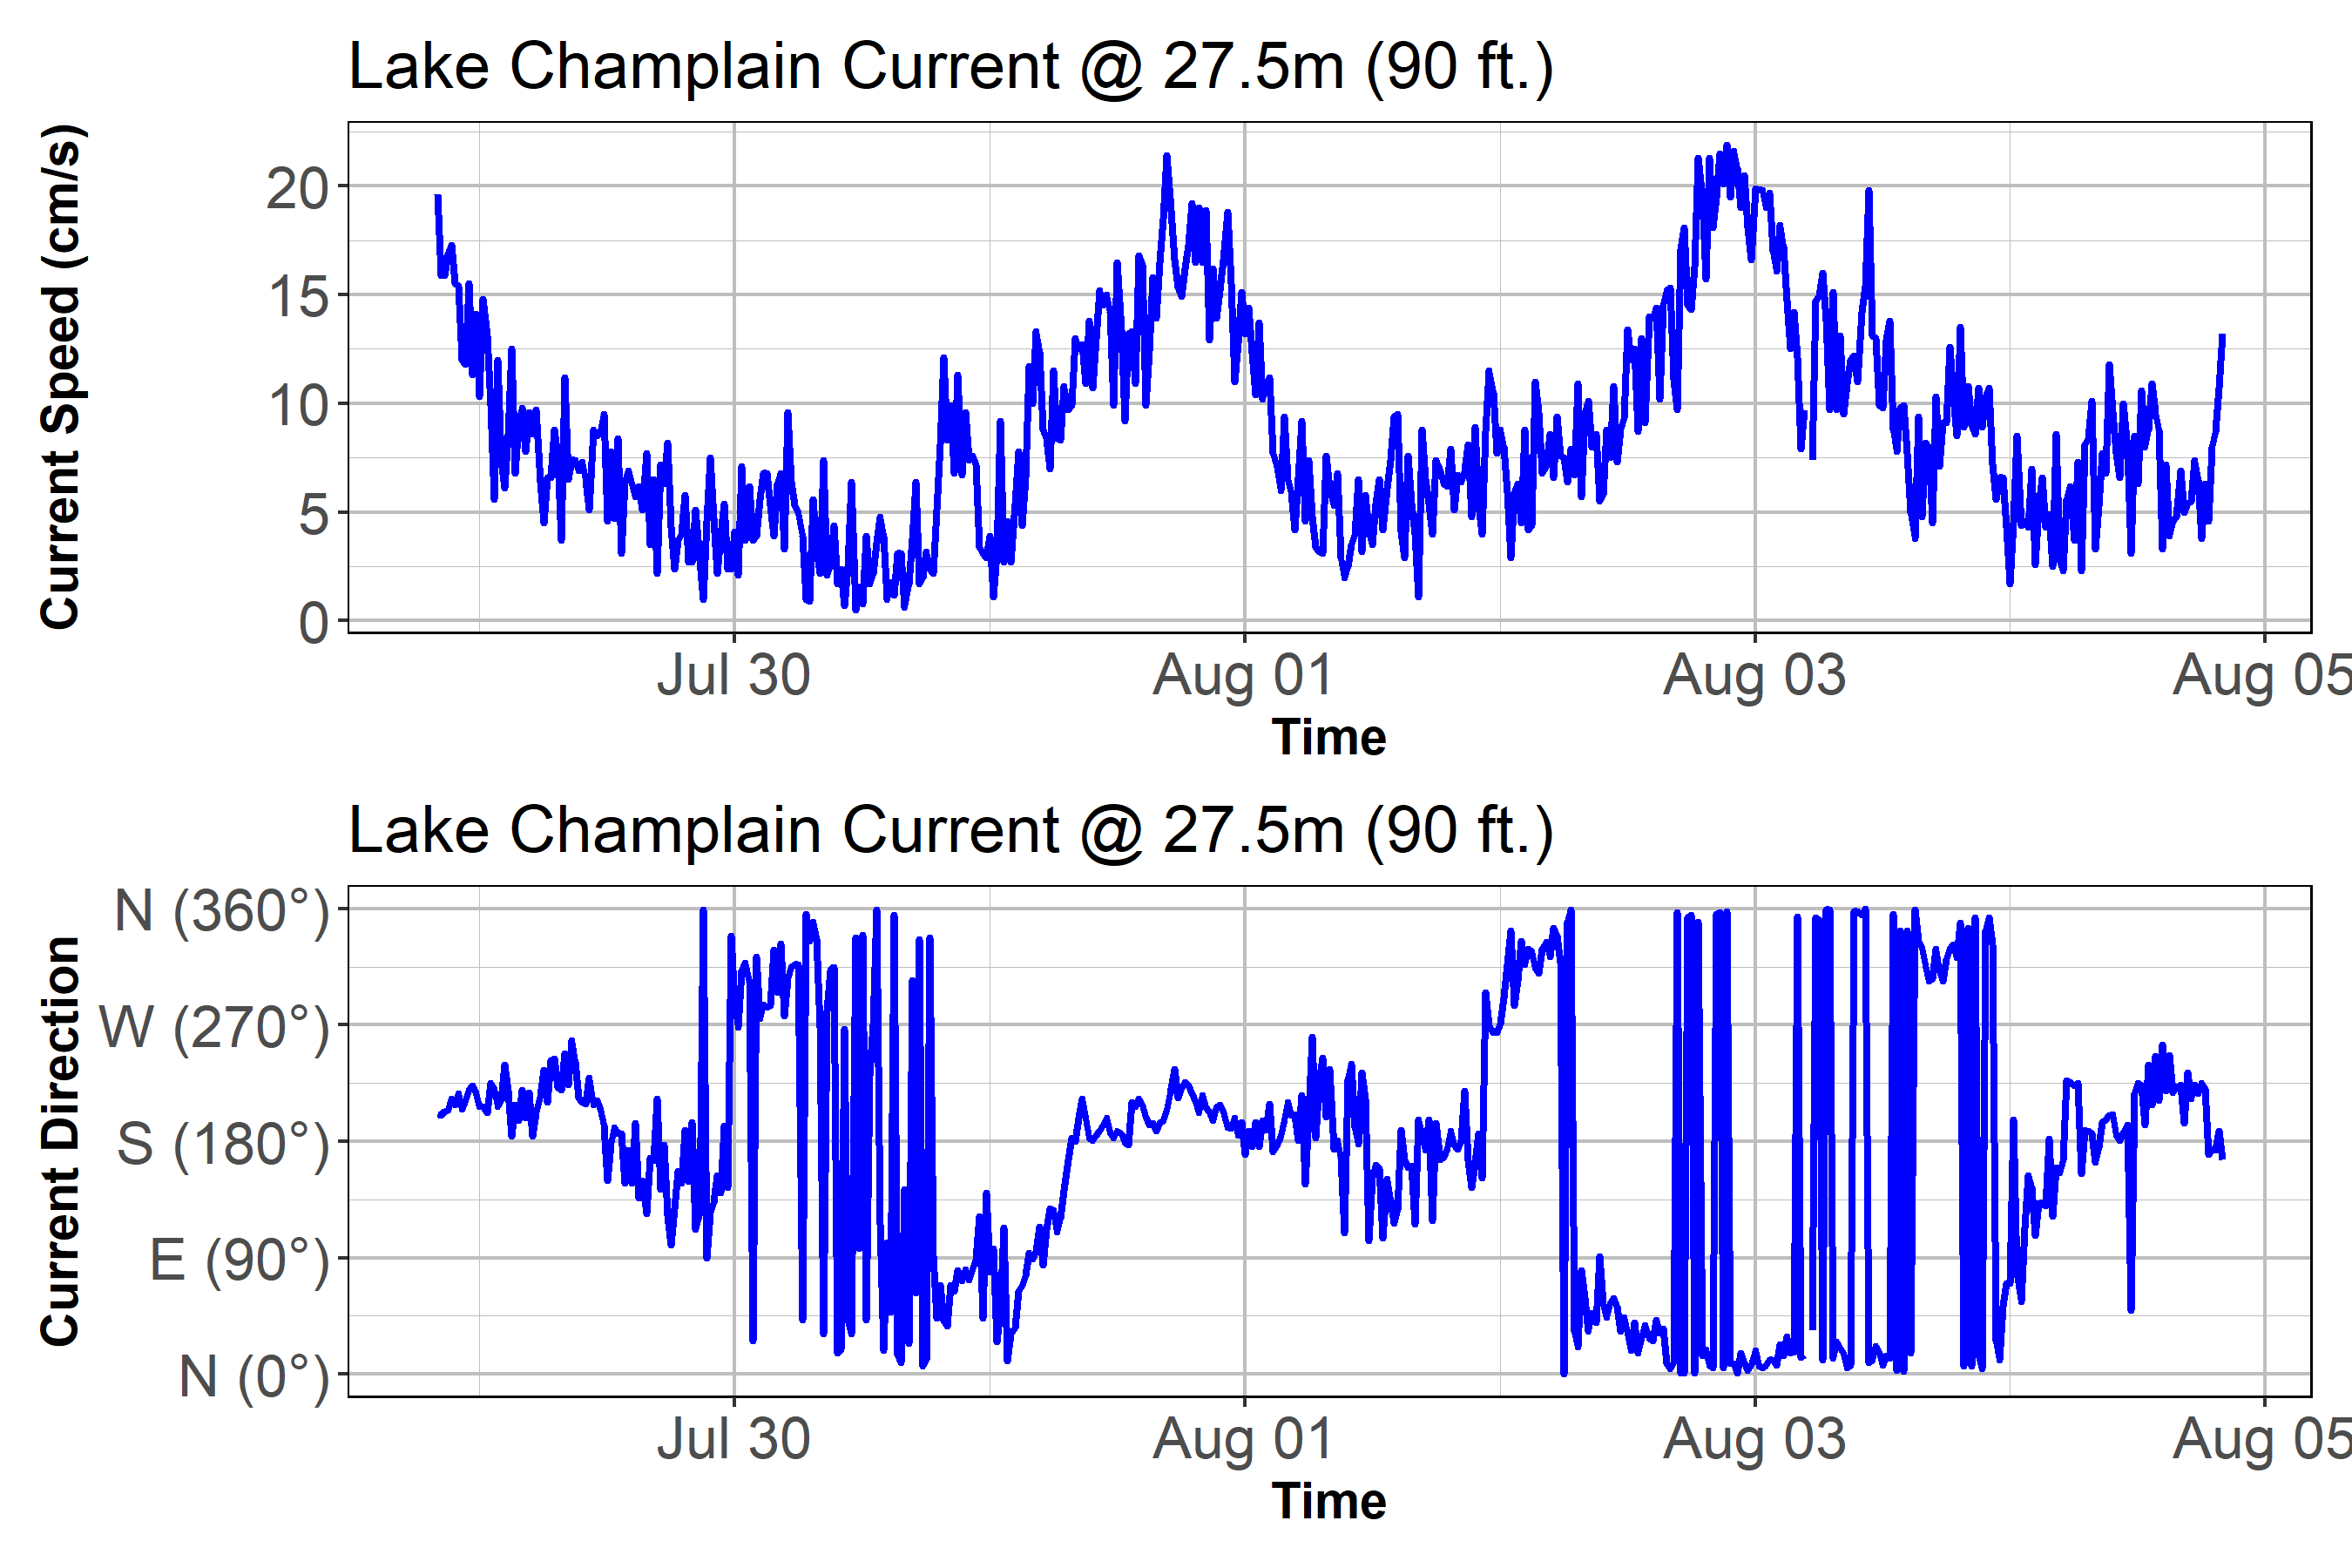 Lake Champlain Current @ 27.5m (90 ft.)
Current Speed (cm/s)
20
15
10
5
0
Jul 30 Aug 01 Aug 03 Aug 05
Time
Lake Champlain Current @ 27.5m (90 ft.)
Current Direction
N (360°)
W (270°)
S (180°)
E (90°)
N (0°)
Jul 30 Aug 01 Aug 03 Aug 05
Time